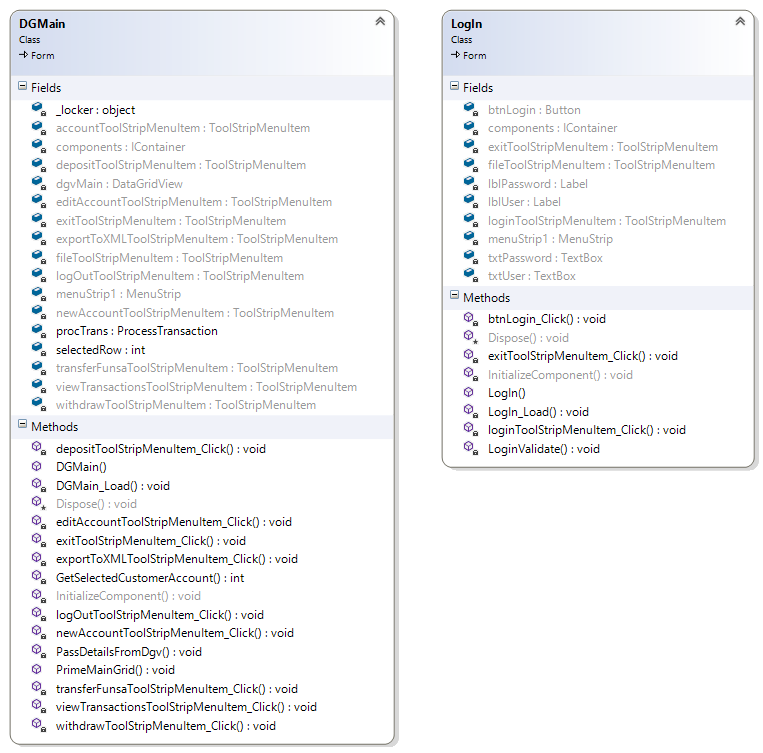 DGMain
Class
Form
Fields
_locker : object
accountToolStripMenuItem : ToolStripMenuItem
components : IContainer
depositToolStripMenuItem : ToolStripMenuItem
dgvMain : DataGridView
editAccountToolStripMenuItem : ToolStripMenuItem
exitToolStripMenuItem : ToolStripMenuItem
exportToXMLToolStripMenuItem : ToolStripMenuItem
fileToolStripMenuItem : ToolStripMenuItem
logOutToolStripMenuItem : ToolStripMenuItem
menuStrip1 : MenuStrip
newAccountToolStripMenuItem : ToolStripMenuItem
procTrans : ProcessTransaction
selectedRow : int
transferFunsaToolStripMenuItem : ToolStripMenuItem
viewTransactionsToolStripMenuItem : ToolStripMenuItem
withdrawToolStripMenuItem : ToolStripMenuItem
Methods
depositToolStripMenuItem_Click() : void
DGMain()
DGMain_Load() : void
Dispose() : void
editAccountToolStripMenuItem_Click() : void
exitToolStripMenuItem_Click() : void
exportToXMLToolStripMenuItem_Click() : void
GetSelectedCustomerAccount() : int
InitializeComponent() : void
logOutToolStripMenuItem_Click() : void
newAccountToolStripMenuItem_Click() : void
PassDetailsFromDgv() : void
PrimeMainGrid() : void
transferFunsaToolStripMenuItem_Click() : void
viewTransactionsToolStripMenuItem_Click() : void
withdrawToolStripMenuItem_Click() : void
LogIn
Class
Form
Fields
btnLogin : Button
components : IContainer
exitToolStripMenuItem : ToolStripMenuItem
fileToolStripMenuItem : ToolStripMenuItem
lblPassword : Label
lblUser : Label
loginToolStripMenuItem : ToolStripMenuItem
menuStrip1 : MenuStrip
txtPassword : TextBox
txtUser : TextBox
Methods
btnLogin_Click() : void
Dispose() : void
exitToolStripMenuItem_Click() : void
InitializeComponent() : void
LogIn()
LogIn_Load() : void
loginToolStripMenuItem_Click() : void
LoginValidate() : void